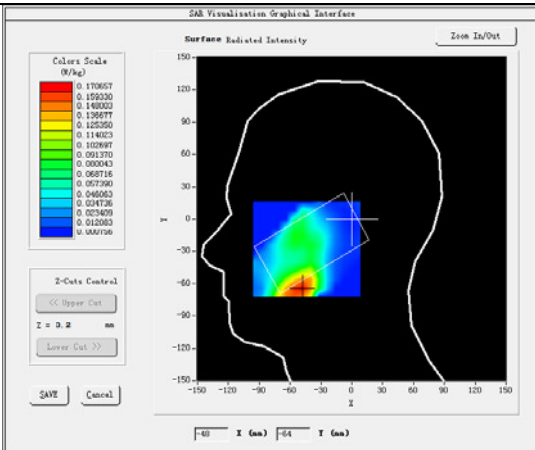 SAR Visualisation Graphical Interface
Surface Radiated Intensity
Zoom In/Out
Colors Scale
(W/kg)
0.170657
0.159330
0.148003
0.136677
0.125350
0.114023
0.102697
0.091370
0.080043
0.068716
0.057390
0.046063
0.034736
0.023409
0.012083
0.000756
150
120
90
60
30
0
-30
-60
-90
-120
-150
Y
-150 -120 -90 -60 -30 0 30 60 90 120 150
X
Z-Cuts Control
<< Upper Cut
Z = 3.2 mm
Lower Cut >>
SAVE Cancel
-48 X (mm) -64 Y (mm)